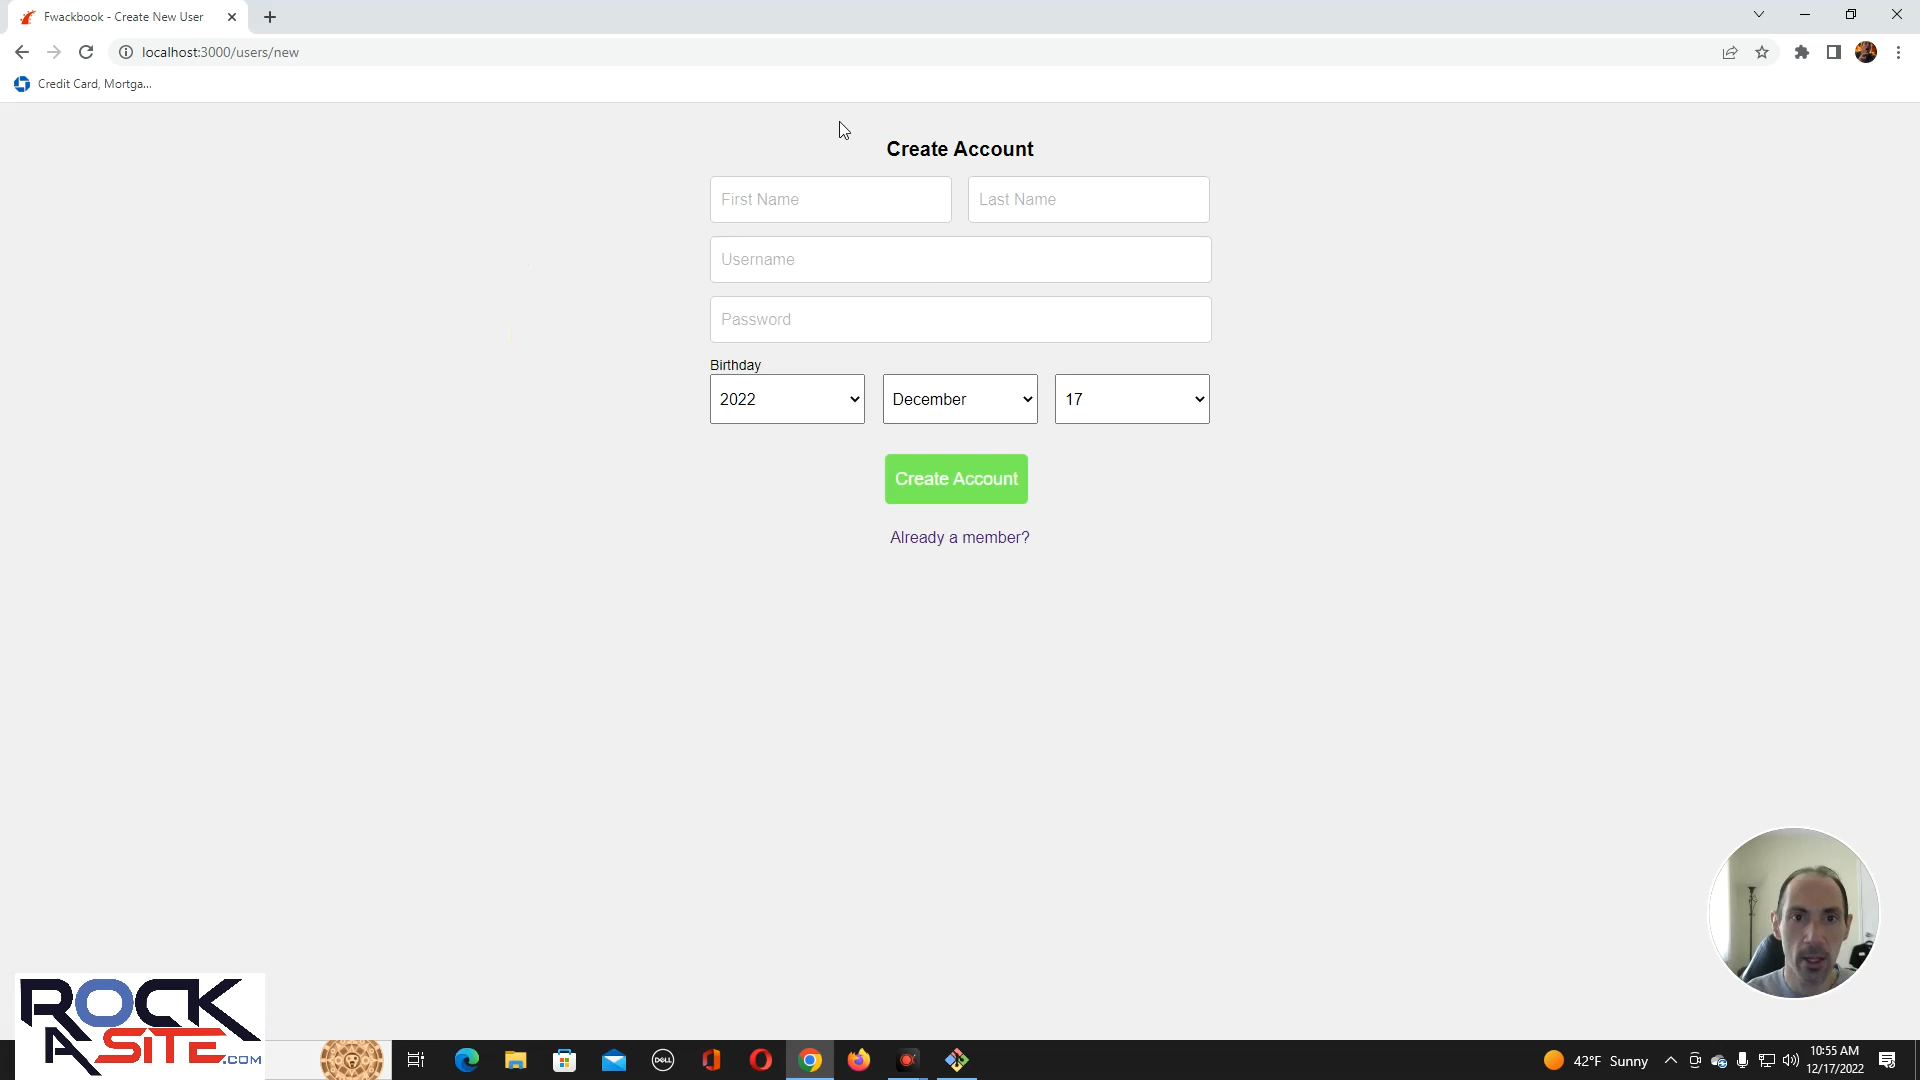 Fwackbook - Create New User
localhost:3000/users/new
Credit Card, Mortga...
Create Account
First Name
Last Name
Username
Password
Birthday
2022
December
17
Create Account
Already a member?
ROCK
A SITE.COM
DELL
42°F Sunny
10:55 AM
12/17/2022